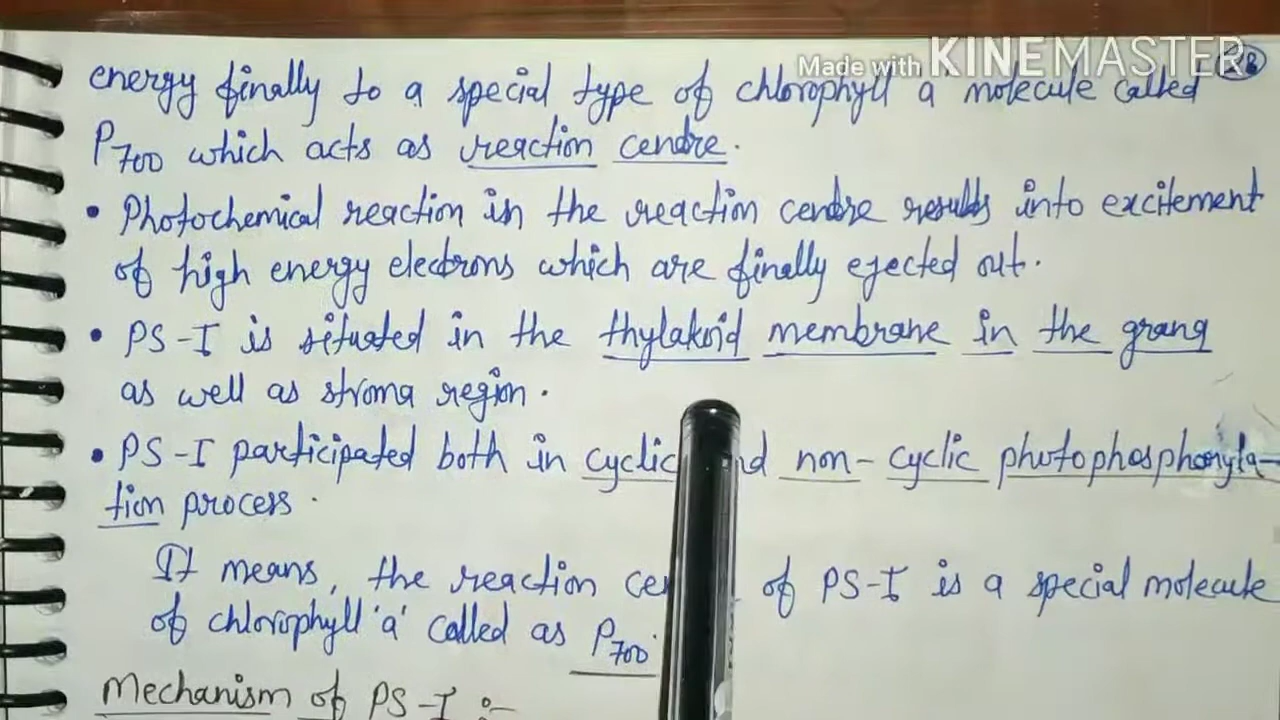 Made with KINEMASTER
energy finally to a special type of chlorophyll 'a' molecule called
P700 which acts as reaction centre.
• Photochemical reaction in the reaction centre results into excitement
of high energy electrons which are finally ejected out.
• PS-I is situated in the thylakoid membrane in the grana
as well as stroma region.
• PS-I participated both in cyclic nd non-cyclic photophosphoryla-
tion process.
It means, the reaction ce of PS-I is a special molecule
of chlorophyll 'a' called as P700.
Mechanism of PS-I :-